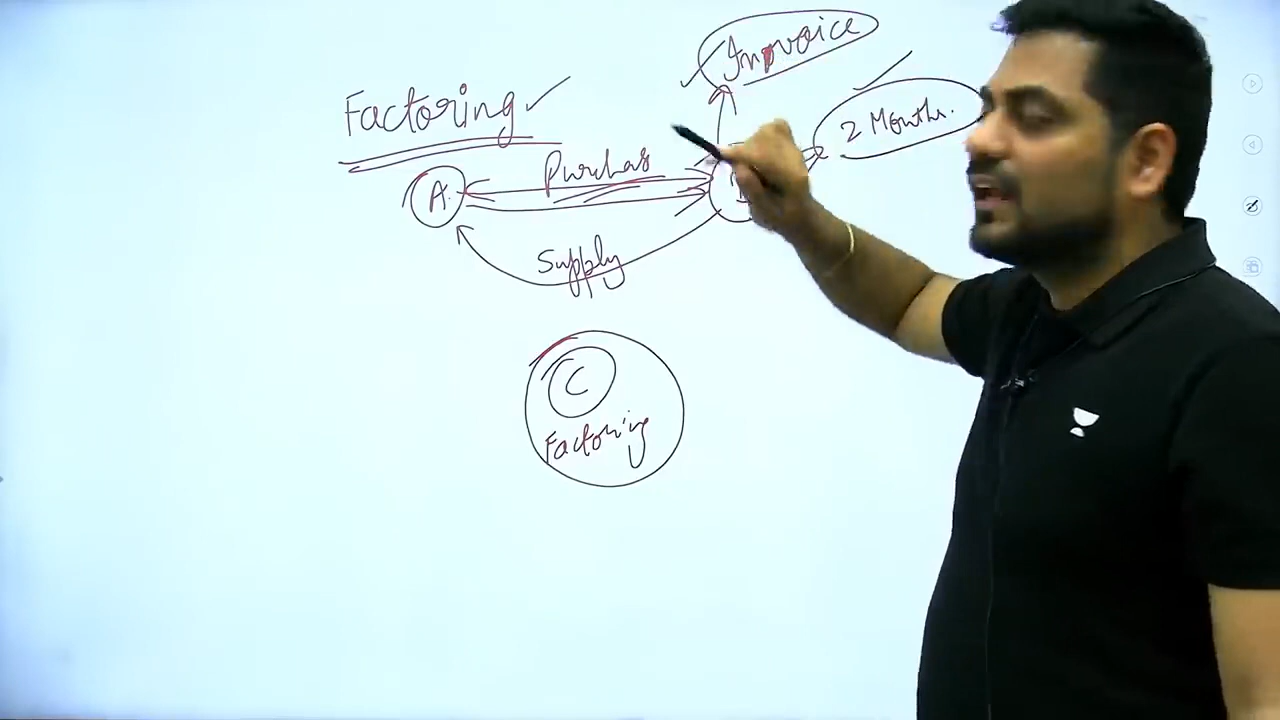 Invoice
Factoring
2 Months.
Purchas
A
Supply
C
Factoring